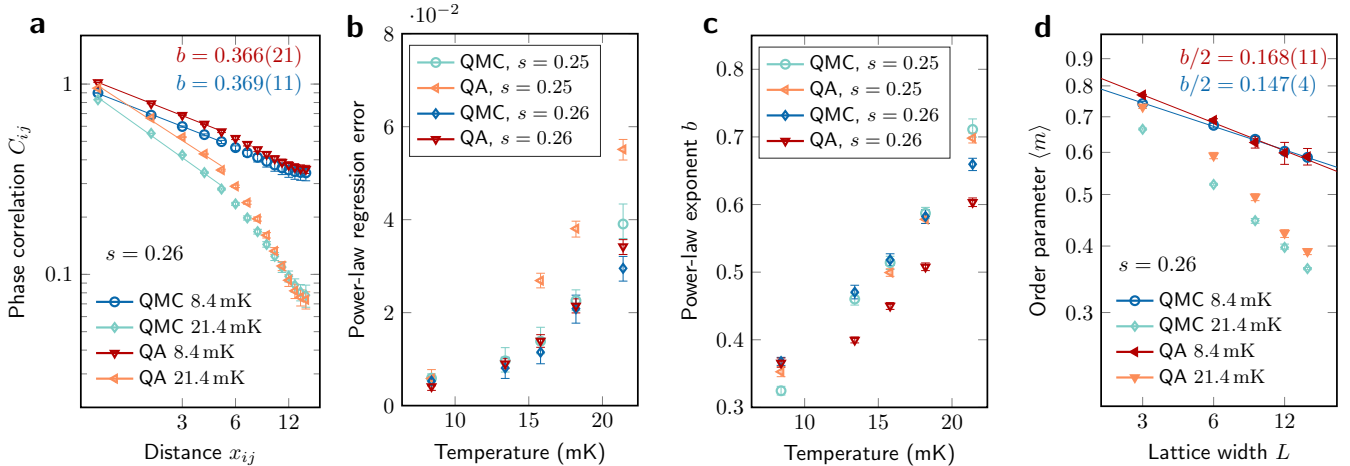 a
b = 0.366(21)
b = 0.369(11)
1
0.1
Phase correlation C_ij
s = 0.26
QMC 8.4 mK
QMC 21.4 mK
QA 8.4 mK
QA 21.4 mK
3 6 12
Distance x_ij
b
·10⁻²
8
6
4
2
0
Power-law regression error
QMC, s = 0.25
QA, s = 0.25
QMC, s = 0.26
QA, s = 0.26
10 15 20
Temperature (mK)
c
0.8
0.7
0.6
0.5
0.4
0.3
Power-law exponent b
QMC, s = 0.25
QA, s = 0.25
QMC, s = 0.26
QA, s = 0.26
10 15 20
Temperature (mK)
d
b/2 = 0.168(11)
b/2 = 0.147(4)
0.9
0.8
0.7
0.6
0.5
0.4
0.3
Order parameter ⟨m⟩
s = 0.26
QMC 8.4 mK
QMC 21.4 mK
QA 8.4 mK
QA 21.4 mK
3 6 12
Lattice width L